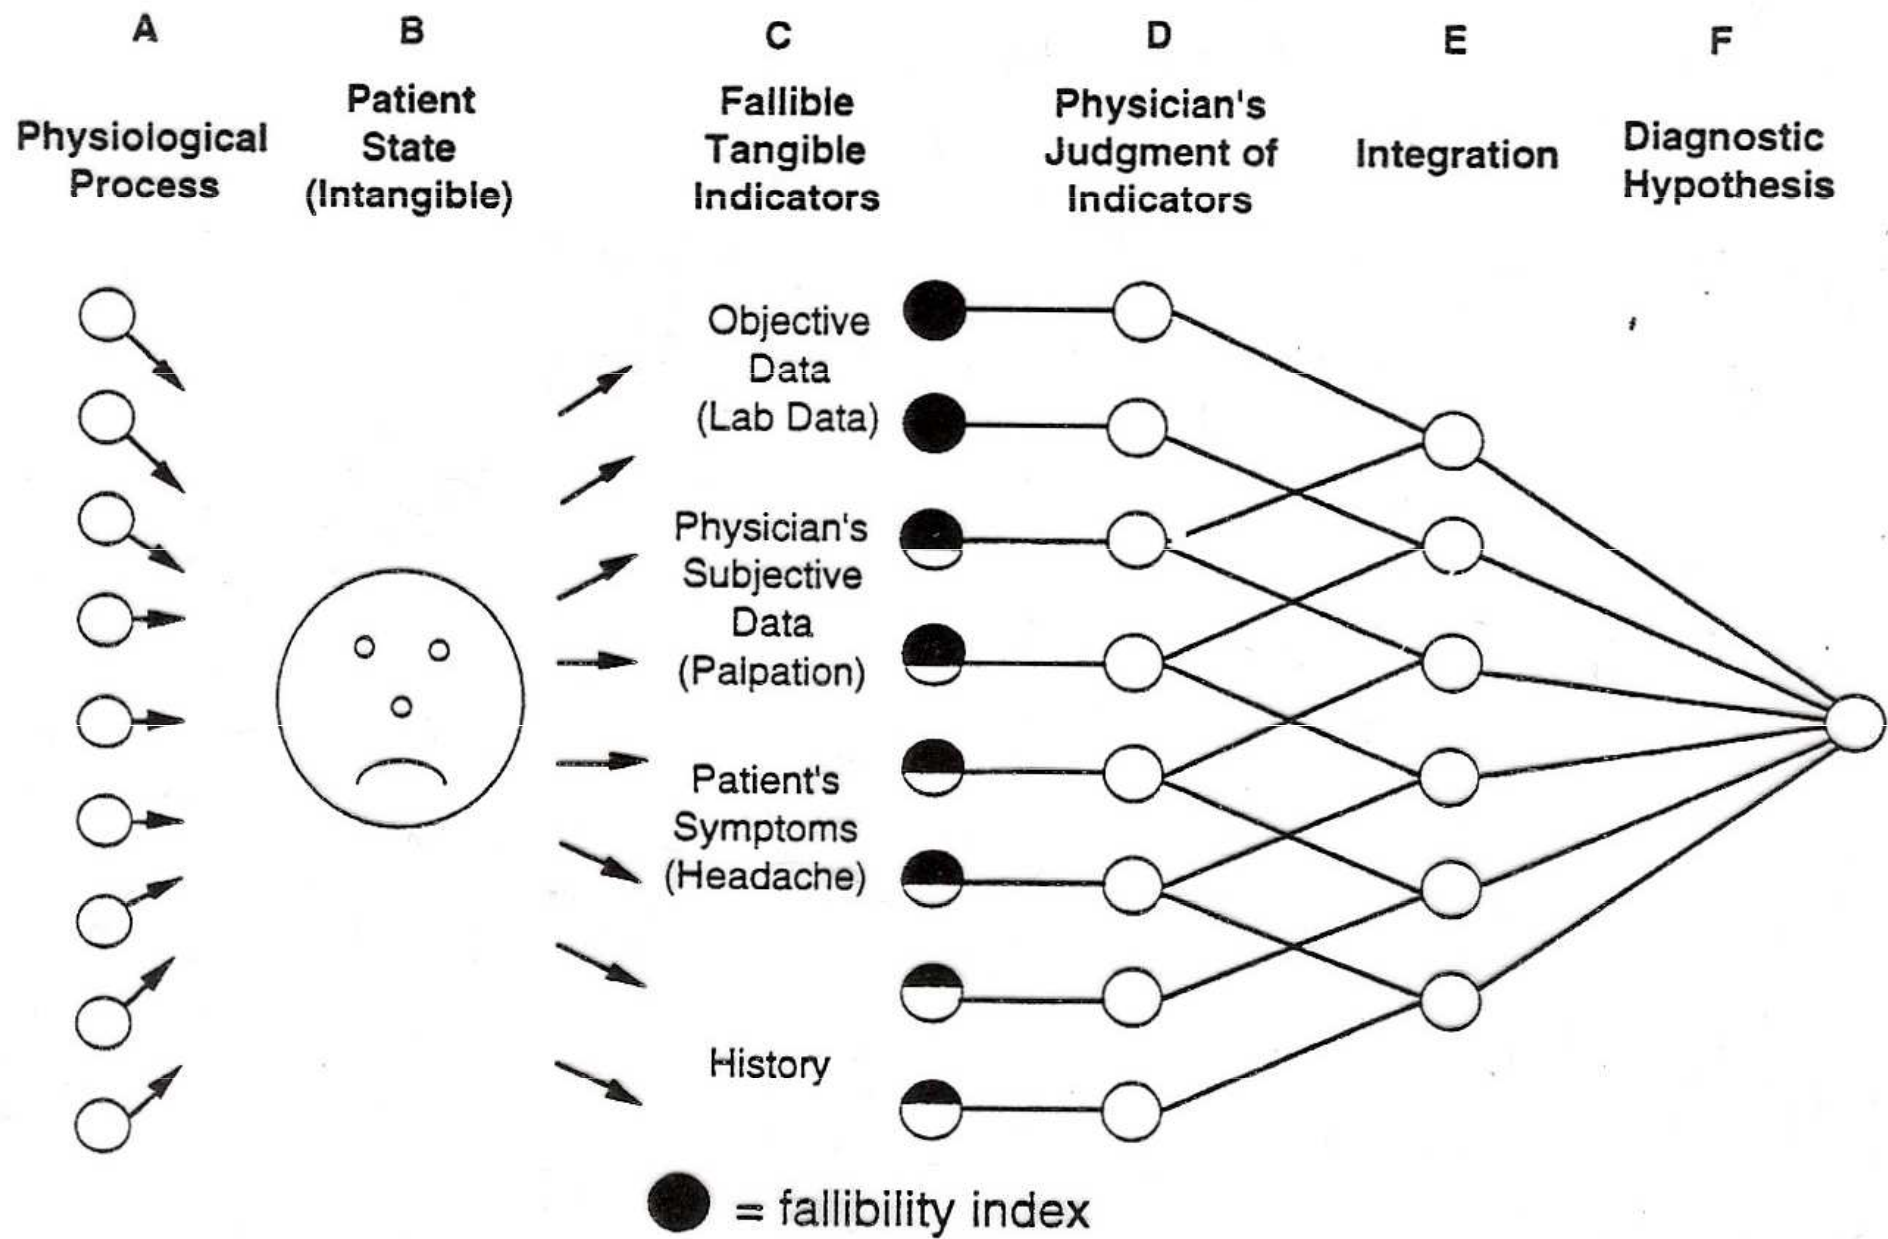 A
Physiological
Process
B
Patient
State
(Intangible)
C
Fallible
Tangible
Indicators
D
Physician's
Judgment of
Indicators
E
Integration
F
Diagnostic
Hypothesis
Objective
Data
(Lab Data)
Physician's
Subjective
Data
(Palpation)
Patient's
Symptoms
(Headache)
History
= fallibility index